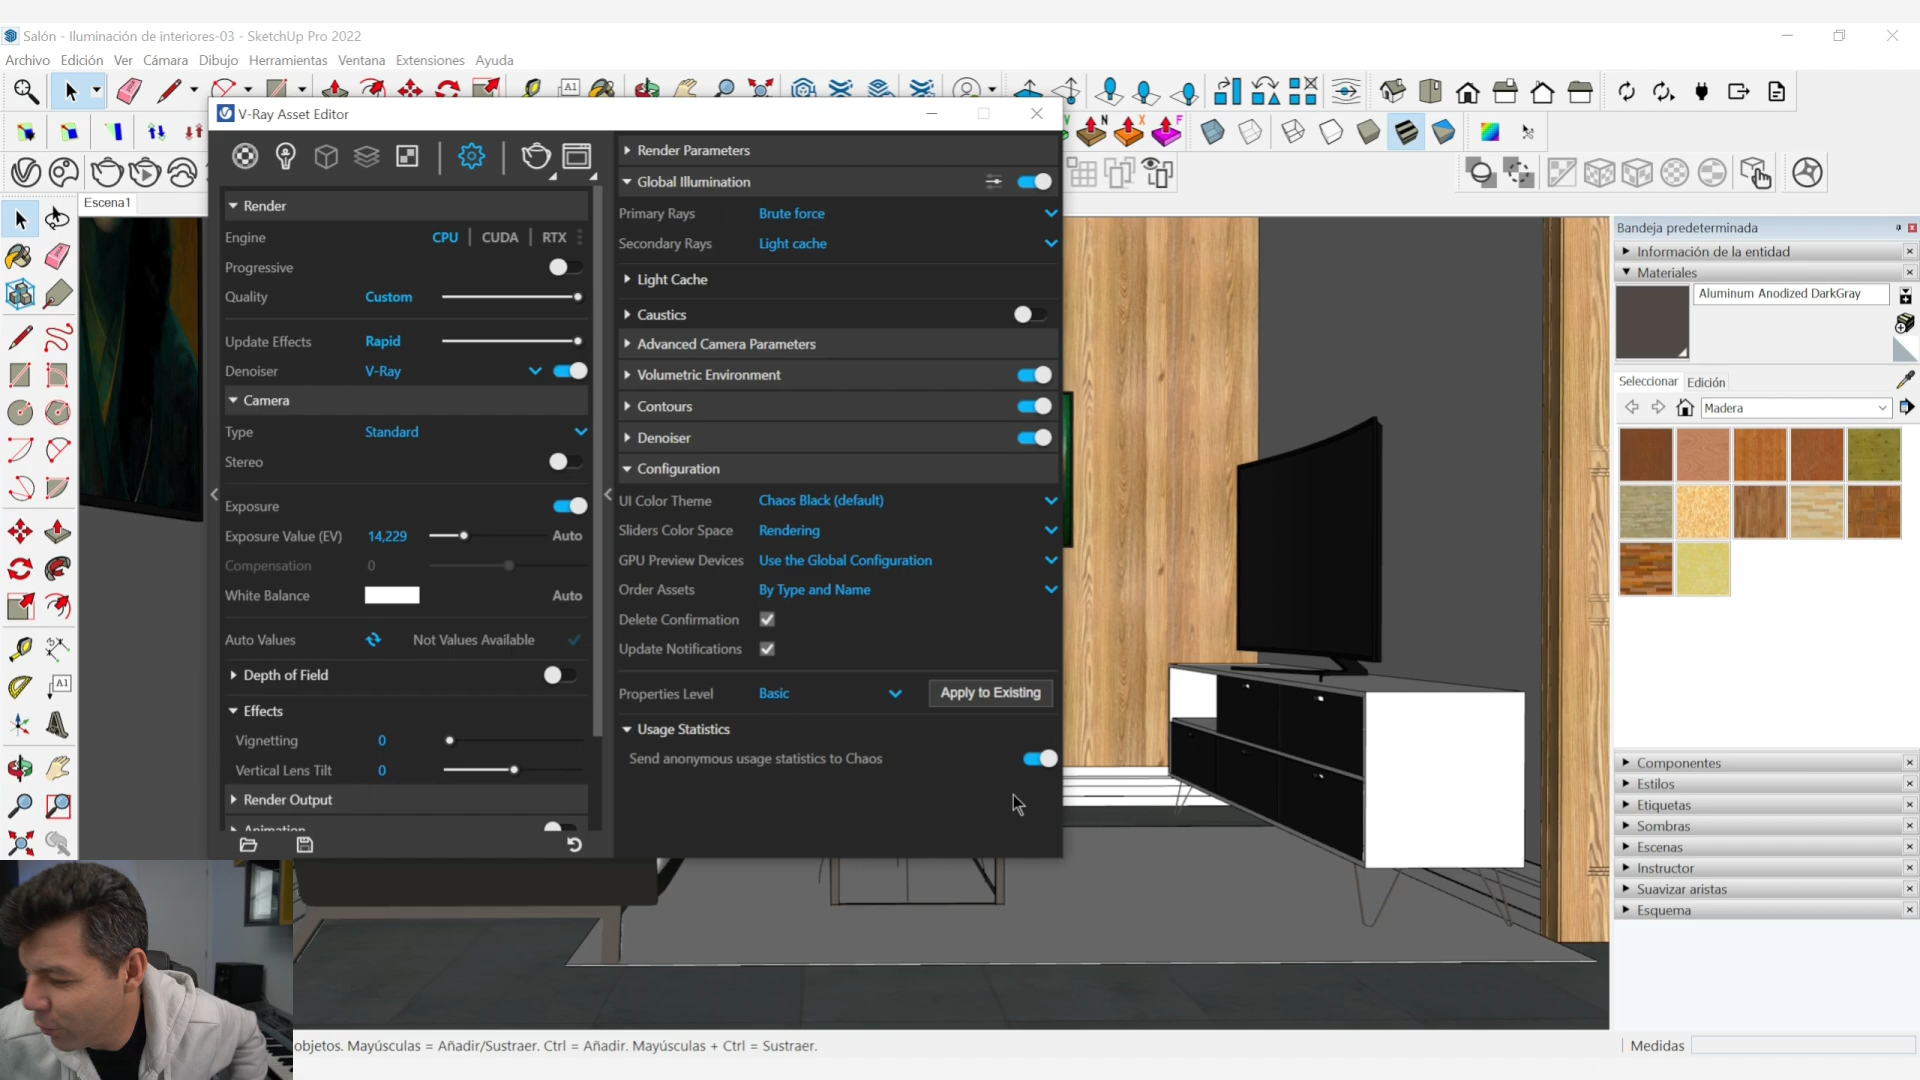 Salón - Iluminación de interiores-03 - SketchUp Pro 2022
Archivo Edición Ver Cámara Dibujo Herramientas Ventana Extensiones Ayuda
V-Ray Asset Editor
Escena1
Render
Engine CPU CUDA RTX
Progressive
Quality Custom
Update Effects Rapid
Denoiser V-Ray
Camera
Type Standard
Stereo
Exposure
Exposure Value (EV) 14,229 Auto
Compensation 0
White Balance Auto
Auto Values Not Values Available
Depth of Field
Effects
Vignetting 0
Vertical Lens Tilt 0
Render Output
Animation
Render Parameters
Global Illumination
Primary Rays Brute force
Secondary Rays Light cache
Light Cache
Caustics
Advanced Camera Parameters
Volumetric Environment
Contours
Denoiser
Configuration
UI Color Theme Chaos Black (default)
Sliders Color Space Rendering
GPU Preview Devices Use the Global Configuration
Order Assets By Type and Name
Delete Confirmation
Update Notifications
Properties Level Basic Apply to Existing
Usage Statistics
Send anonymous usage statistics to Chaos
Bandeja predeterminada
Información de la entidad
Materiales
Aluminum Anodized DarkGray
Seleccionar Edición
Madera
Componentes
Estilos
Etiquetas
Sombras
Escenas
Instructor
Suavizar aristas
Esquema
objetos. Mayúsculas = Añadir/Sustraer. Ctrl = Añadir. Mayúsculas + Ctrl = Sustraer.
Medidas